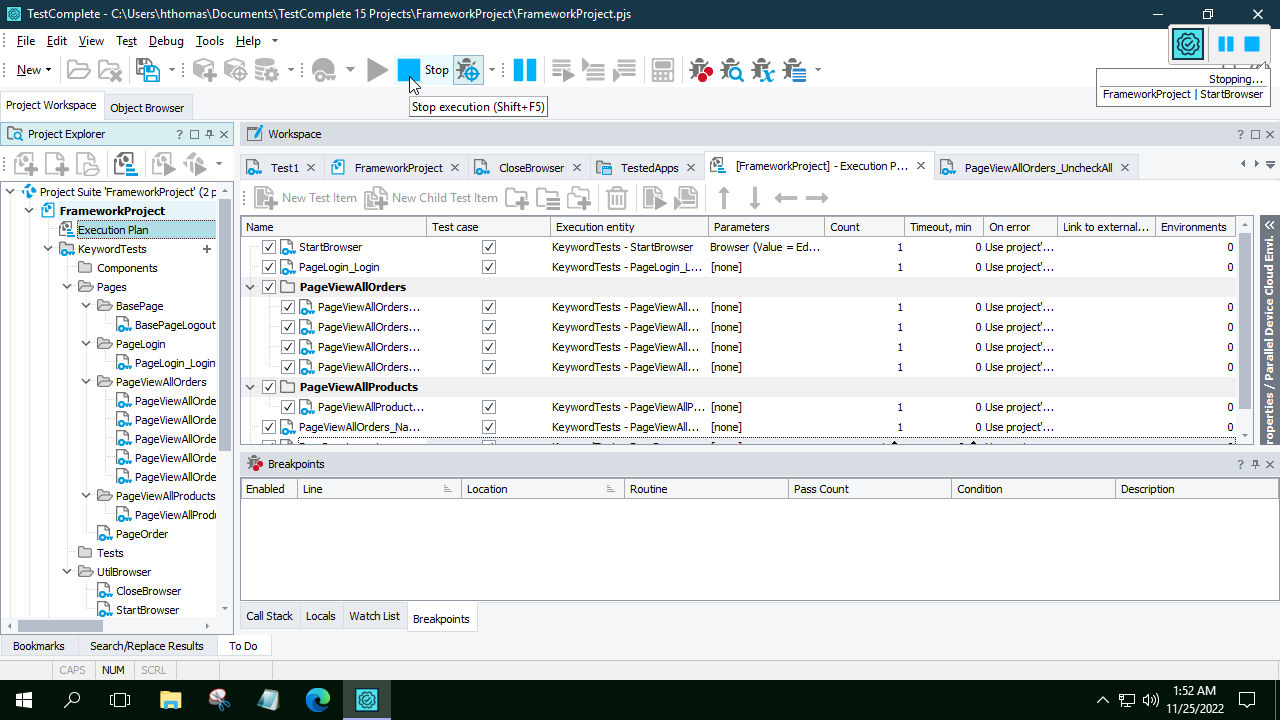 TestComplete - C:\Users\hthomas\Documents\TestComplete 15 Projects\FrameworkProject\FrameworkProject.pjs
File Edit View Test Debug Tools Help
New Stop
Stopping...
FrameworkProject | StartBrowser
Stop execution (Shift+F5)
Project Workspace Object Browser
Project Explorer
Workspace
Test1 FrameworkProject CloseBrowser TestedApps [FrameworkProject] - Execution P... PageViewAllOrders_UncheckAll
New Test Item New Child Test Item
Project Suite 'FrameworkProject' (2 p
FrameworkProject
Execution Plan
KeywordTests
Components
Pages
BasePage
BasePageLogout
PageLogin
PageLogin_Login
PageViewAllOrders
PageViewAllOrde
PageViewAllOrde
PageViewAllOrde
PageViewAllOrde
PageViewAllOrde
PageViewAllProducts
PageViewAllProdu
PageOrder
Tests
UtilBrowser
CloseBrowser
StartBrowser
Name Test case Execution entity Parameters Count Timeout, min On error Link to external... Environments
StartBrowser KeywordTests - StartBrowser Browser (Value = Ed... 1 0 Use project'... 0
PageLogin_Login KeywordTests - PageLogin_L... [none] 1 0 Use project'... 0
PageViewAllOrders
PageViewAllOrders... KeywordTests - PageViewAll... [none] 1 0 Use project'... 0
PageViewAllOrders... KeywordTests - PageViewAll... [none] 1 0 Use project'... 0
PageViewAllOrders... KeywordTests - PageViewAll... [none] 1 0 Use project'... 0
PageViewAllOrders... KeywordTests - PageViewAll... [none] 1 0 Use project'... 0
PageViewAllProducts
PageViewAllProduct... KeywordTests - PageViewAllP... [none] 1 0 Use project'... 0
PageViewAllOrders_Na... KeywordTests - PageViewAll... [none] 1 0 Use project'... 0
Properties / Parallel Device Cloud Envi.
Breakpoints
Enabled Line Location Routine Pass Count Condition Description
Call Stack Locals Watch List Breakpoints
Bookmarks Search/Replace Results To Do
CAPS NUM SCRL
1:52 AM
11/25/2022